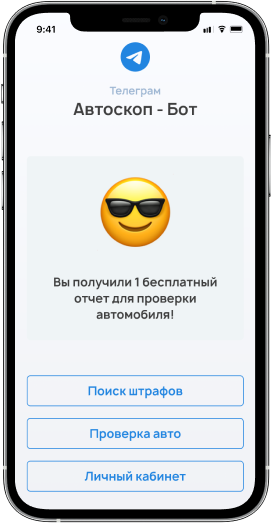 9:41
Телеграм
Автоскоп - Бот
Вы получили 1 бесплатный
отчет для проверки
автомобиля!
Поиск штрафов
Проверка авто
Личный кабинет